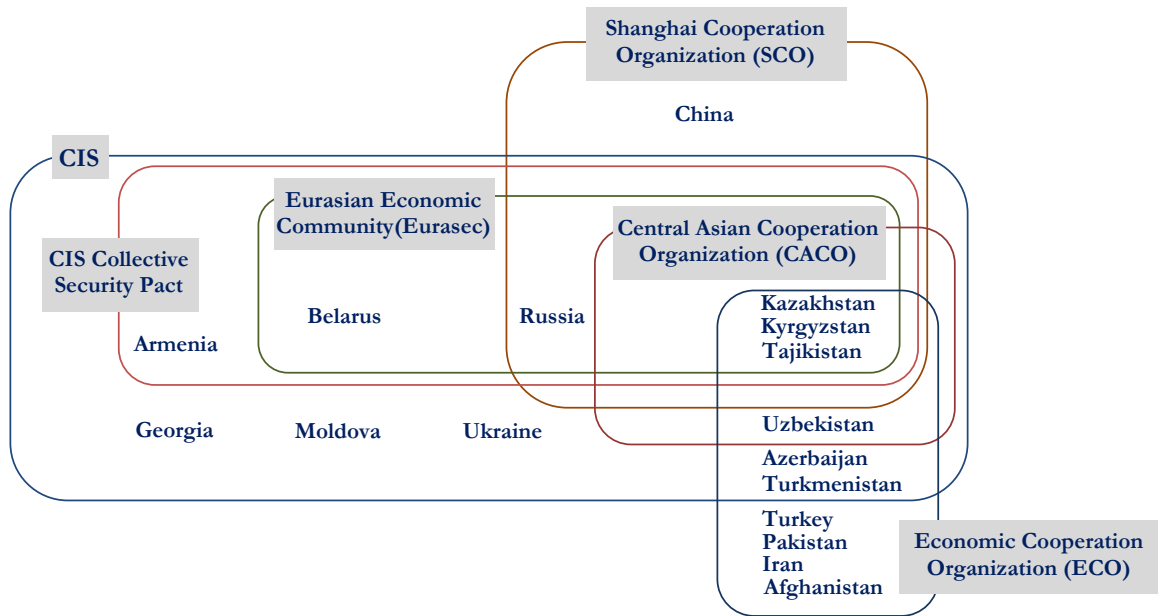 Shanghai Cooperation
Organization (SCO)
China
CIS
Eurasian Economic
Community(Eurasec)
Central Asian Cooperation
Organization (CACO)
CIS Collective
Security Pact
Kazakhstan
Belarus
Russia
Kyrgyzstan
Armenia
Tajikistan
Georgia
Moldova
Ukraine
Uzbekistan
Azerbaijan
Turkmenistan
Turkey
Pakistan
Iran
Afghanistan
Economic Cooperation
Organization (ECO)